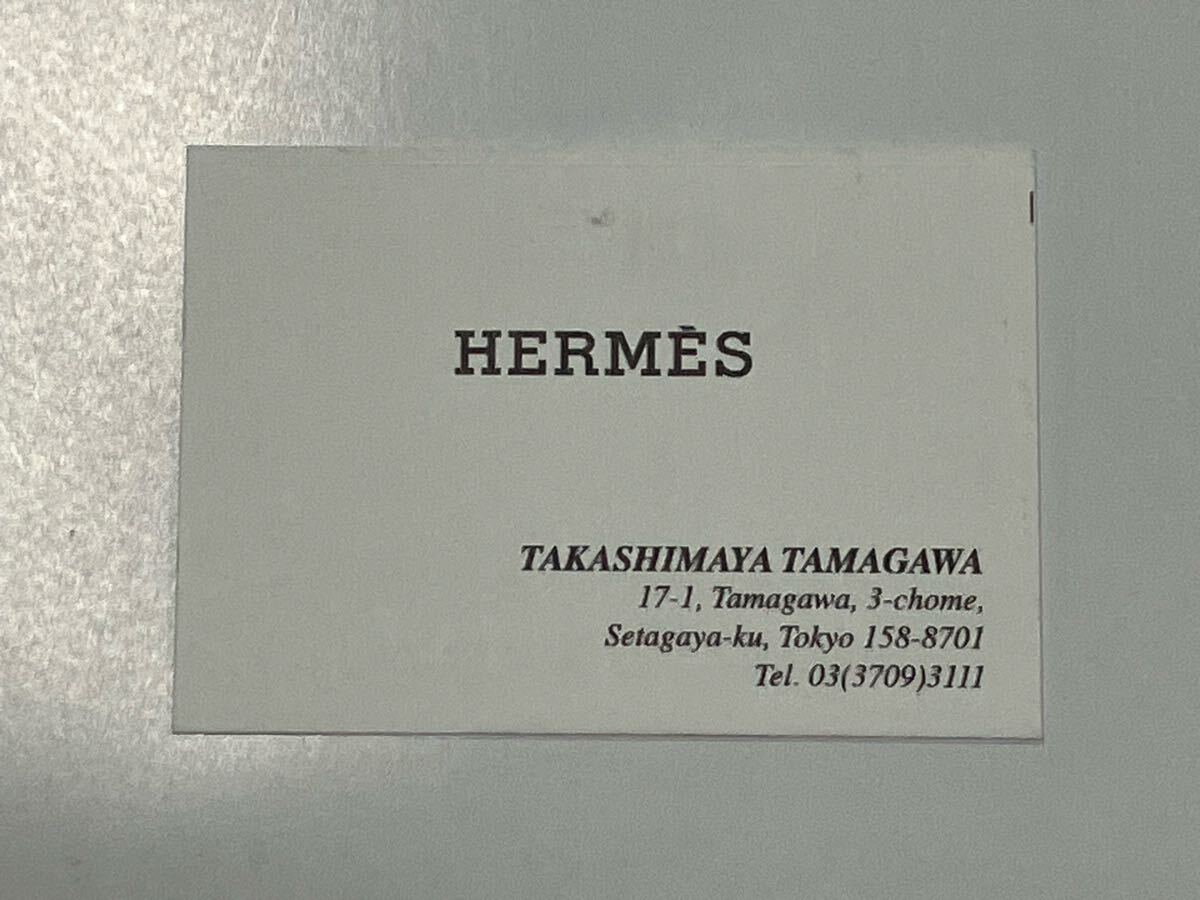 HERMÈS
TAKASHIMAYA TAMAGAWA
17-1, Tamagawa, 3-chome,
Setagaya-ku, Tokyo 158-8701
Tel. 03(3709)3111